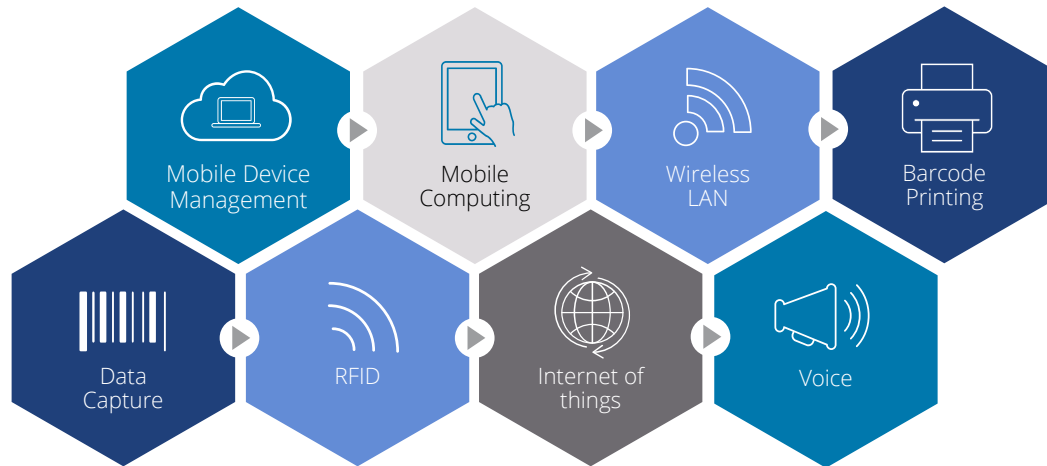 Mobile Device
Management
Mobile
Computing
Wireless
LAN
Barcode
Printing
Data
Capture
RFID
Internet of
things
Voice